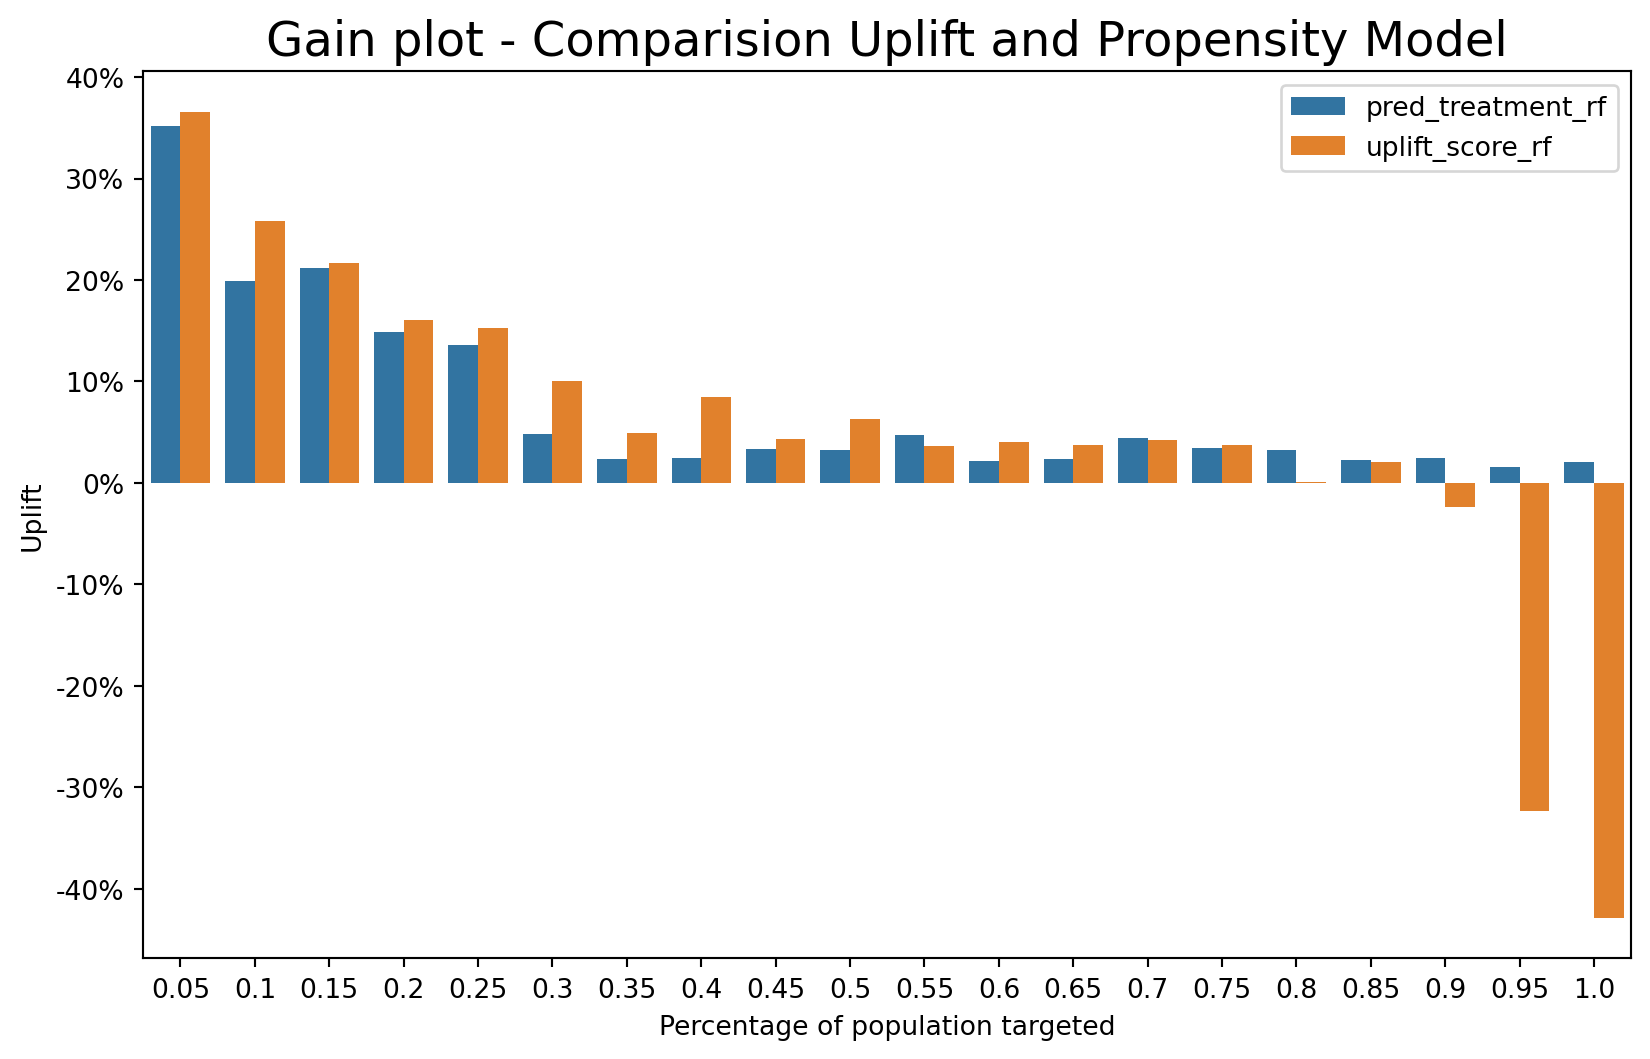 Gain plot - Comparision Uplift and Propensity Model
pred_treatment_rf
uplift_score_rf
40%
30%
20%
10%
0%
-10%
-20%
-30%
-40%
Uplift
0.05 0.1 0.15 0.2 0.25 0.3 0.35 0.4 0.45 0.5 0.55 0.6 0.65 0.7 0.75 0.8 0.85 0.9 0.95 1.0
Percentage of population targeted